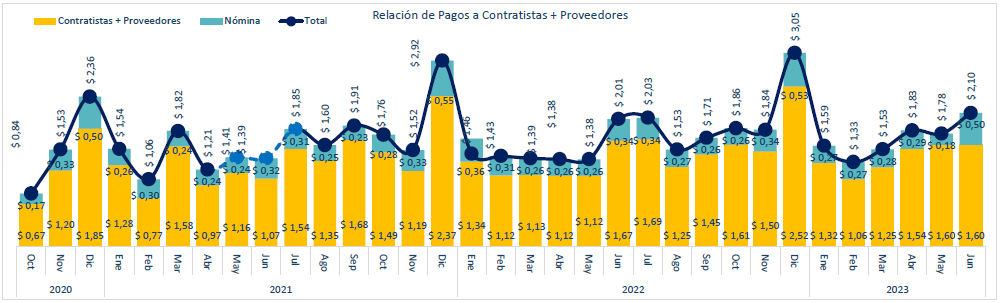 Relación de Pagos a Contratistas + Proveedores
Contratistas + Proveedores Nómina Total
$ 0,84 $ 1,53 $ 2,36 $ 1,54 $ 1,06 $ 1,82 $ 1,21 $ 1,41 $ 1,39 $ 1,85 $ 1,60 $ 1,91 $ 1,76 $ 1,52 $ 2,92 $ 1,46 $ 1,43 $ 1,39 $ 1,38 $ 1,38 $ 2,01 $ 2,03 $ 1,53 $ 1,71 $ 1,86 $ 1,84 $ 3,05 $ 1,59 $ 1,33 $ 1,53 $ 1,83 $ 1,78 $ 2,10
$ 0,17 $ 0,33 $ 0,50 $ 0,26 $ 0,30 $ 0,24 $ 0,24 $ 0,24 $ 0,32 $ 0,31 $ 0,25 $ 0,23 $ 0,28 $ 0,33 $ 0,55 $ 0,36 $ 0,31 $ 0,26 $ 0,26 $ 0,26 $ 0,34 $ 0,34 $ 0,27 $ 0,26 $ 0,26 $ 0,34 $ 0,53 $ 0,27 $ 0,27 $ 0,28 $ 0,29 $ 0,18 $ 0,50
$ 0,67 $ 1,20 $ 1,85 $ 1,28 $ 0,77 $ 1,58 $ 0,97 $ 1,16 $ 1,07 $ 1,54 $ 1,35 $ 1,68 $ 1,49 $ 1,19 $ 2,37 $ 1,34 $ 1,12 $ 1,13 $ 1,12 $ 1,12 $ 1,67 $ 1,69 $ 1,25 $ 1,45 $ 1,61 $ 1,50 $ 2,52 $ 1,32 $ 1,06 $ 1,25 $ 1,54 $ 1,60 $ 1,60
Oct Nov Dic Ene Feb Mar Abr May Jun Jul Ago Sep Oct Nov Dic Ene Feb Mar Abr May Jun Jul Ago Sep Oct Nov Dic Ene Feb Mar Abr May Jun
2020 2021 2022 2023